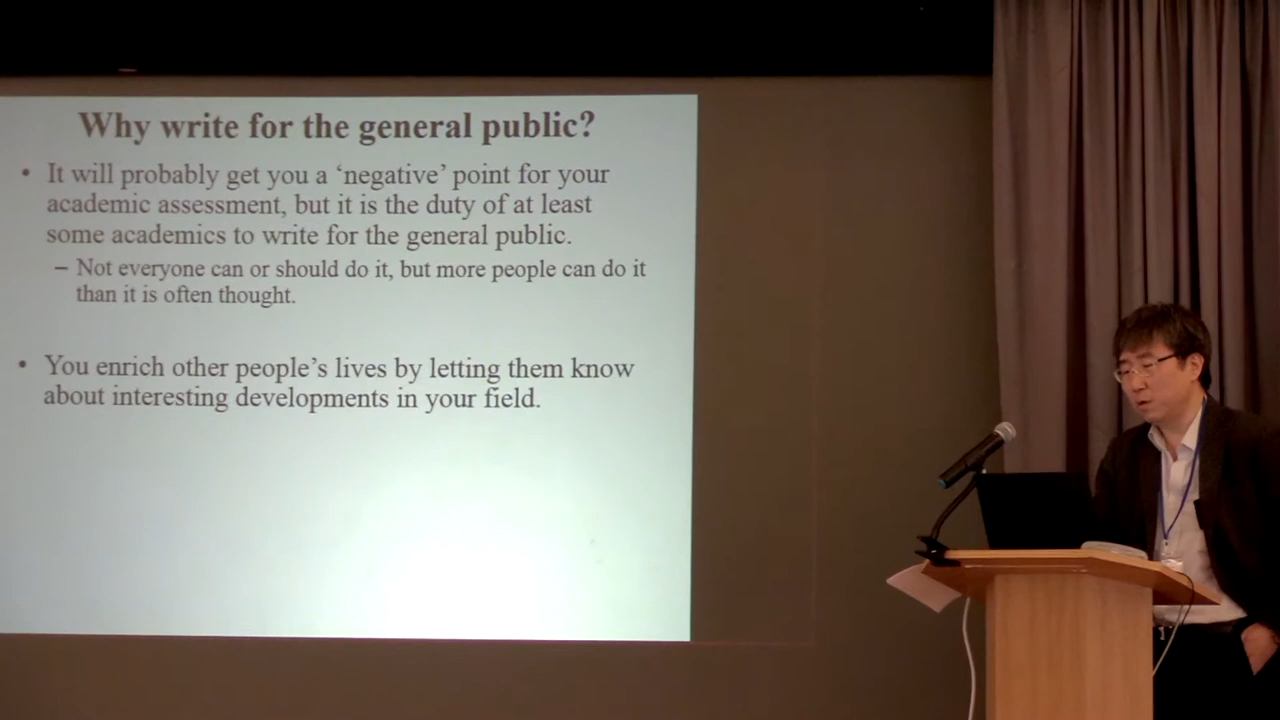 Why write for the general public?
• It will probably get you a ‘negative’ point for your
academic assessment, but it is the duty of at least
some academics to write for the general public.
– Not everyone can or should do it, but more people can do it
than it is often thought.
• You enrich other people’s lives by letting them know
about interesting developments in your field.